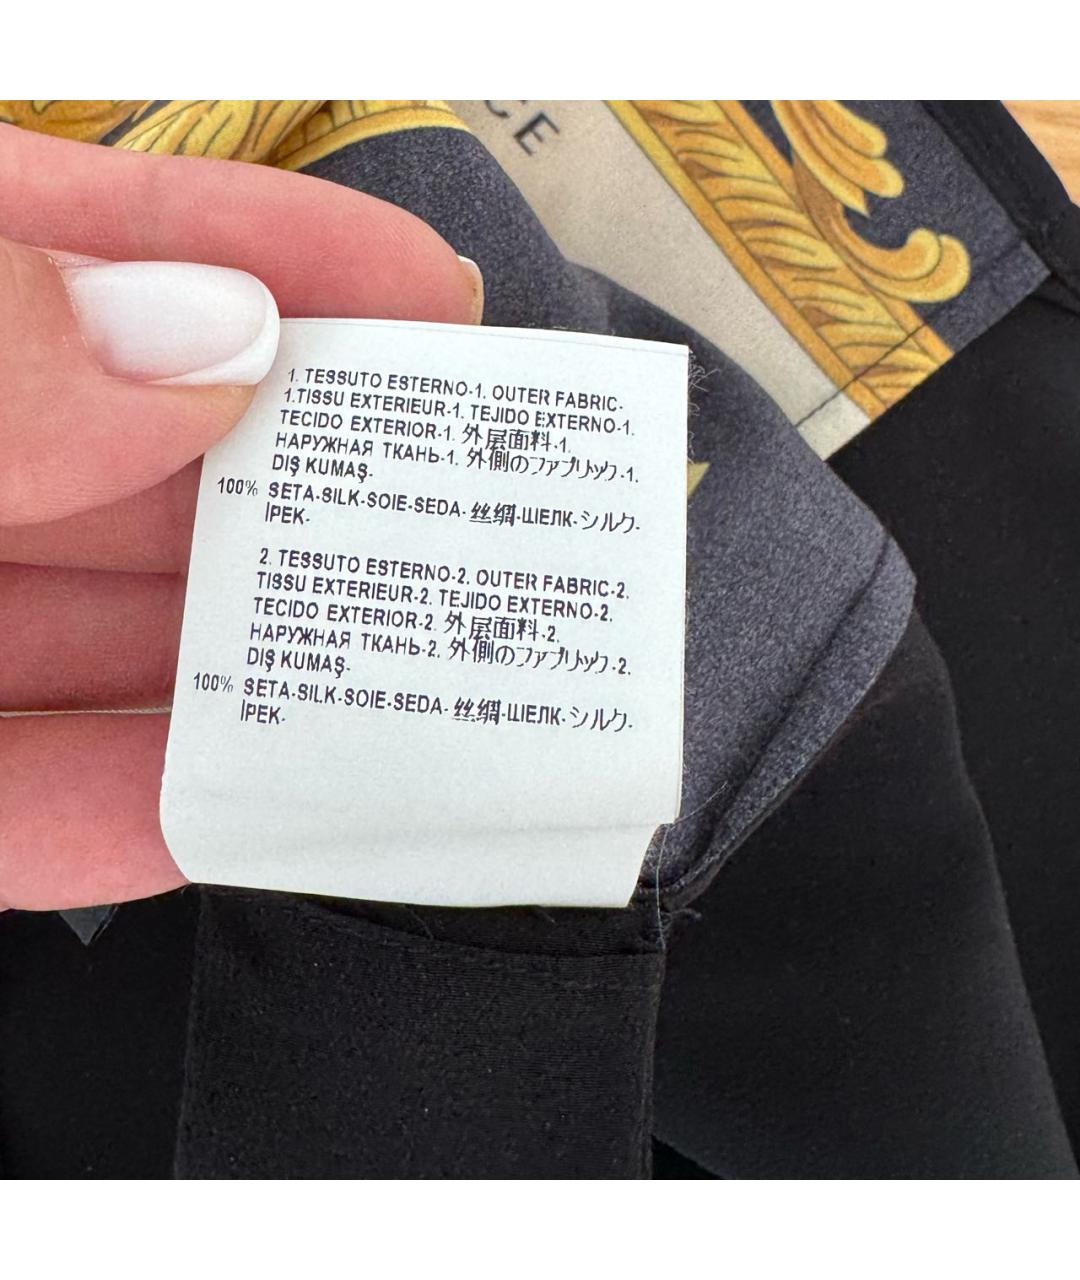 CE
1. TESSUTO ESTERNO-1. OUTER FABRIC-
1.TISSU EXTERIEUR-1. TEJIDO EXTERNO-1.
TECIDO EXTERIOR-1. 外层面料-1.
НАРУЖНАЯ ТКАНЬ-1. 外側のファブリック-1.
DIŞ KUMAŞ-
100% SETA-SILK-SOIE-SEDA-丝绸-ШЕЛК-シルク-
İPEK-
2. TESSUTO ESTERNO-2. OUTER FABRIC-2.
TISSU EXTERIEUR-2. TEJIDO EXTERNO-2.
TECIDO EXTERIOR-2. 外层面料-2.
НАРУЖНАЯ ТКАНЬ-2. 外側のファブリック-2.
DIŞ KUMAŞ-
100% SETA-SILK-SOIE-SEDA-丝绸-ШЕЛК-シルク-
İPEK-